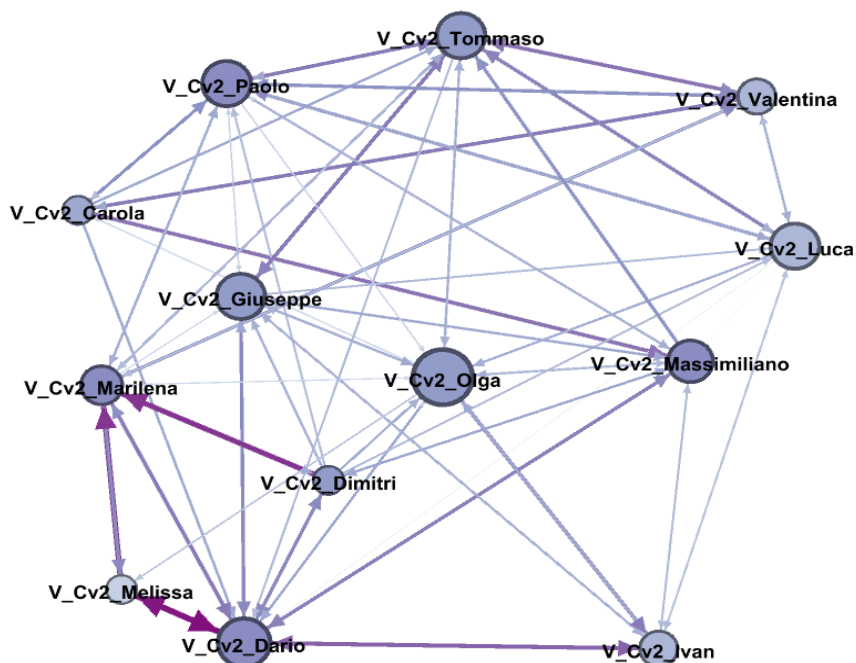 V_Cv2_Tommaso
V_Cv2_Paolo
V_Cv2_Valentina
V_Cv2_Carola
V_Cv2_Luca
V_Cv2_Giuseppe
V_Cv2_Massimiliano
V_Cv2_Olga
V_Cv2_Marilena
V_Cv2_Dimitri
V_Cv2_Melissa
V_Cv2_Dario
V_Cv2_Ivan